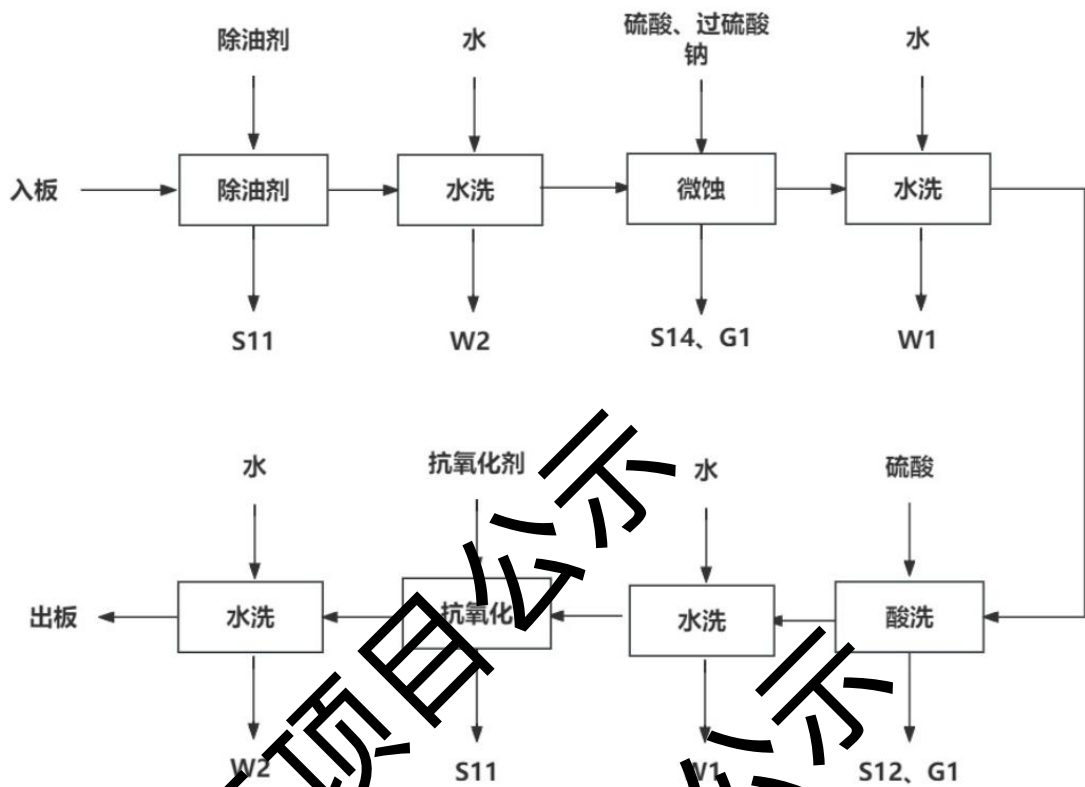 除油剂
水
硫酸、过硫酸
钠
水
入板
除油剂
水洗
微蚀
水洗
S11
W2
S14、G1
W1
水
抗氧化剂
水
硫酸
出板
水洗
抗氧化
水洗
酸洗
W2
S11
W1
S12、G1
项目公示
公示